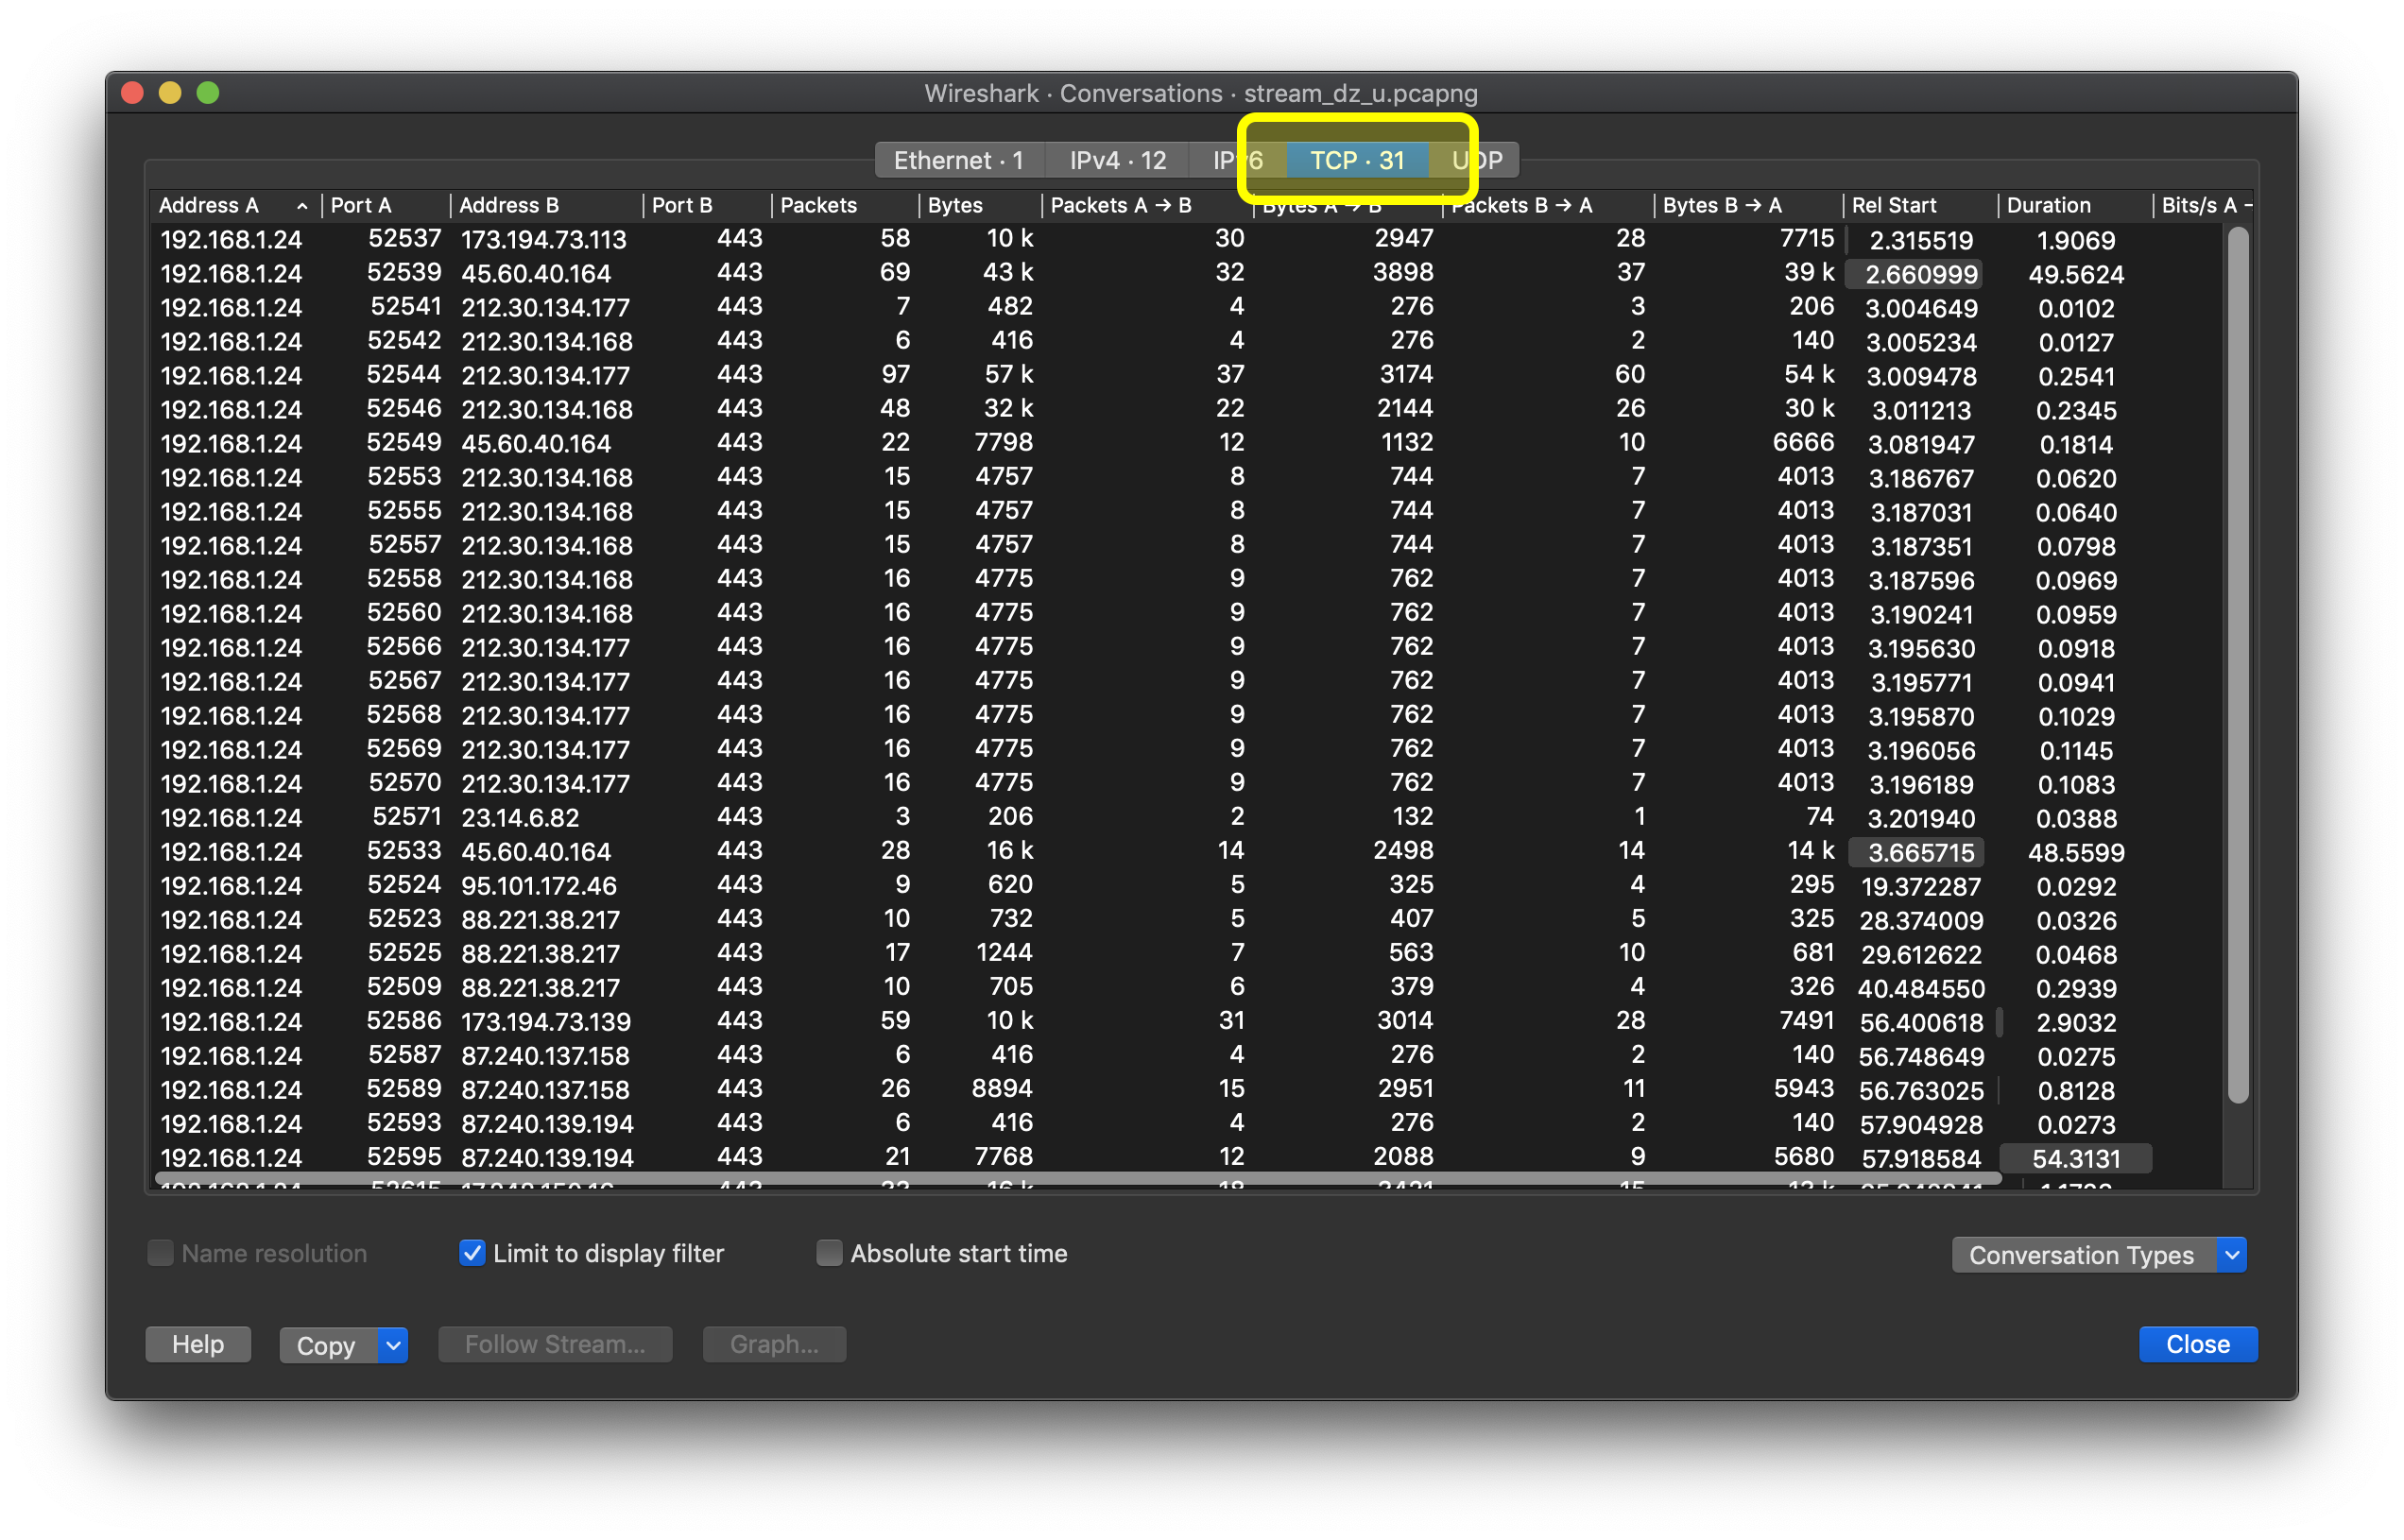 Wireshark · Conversations · stream_dz_u.pcapng
Ethernet · 1 IPv4 · 12 IPv6 TCP · 31 UDP
Address A Port A Address B Port B Packets Bytes Packets A → B Bytes A → B Packets B → A Bytes B → A Rel Start Duration Bits/s A
192.168.1.24 52537 173.194.73.113 443 58 10 k 30 2947 28 7715 2.315519 1.9069
192.168.1.24 52539 45.60.40.164 443 69 43 k 32 3898 37 39 k 2.660999 49.5624
192.168.1.24 52541 212.30.134.177 443 7 482 4 276 3 206 3.004649 0.0102
192.168.1.24 52542 212.30.134.168 443 6 416 4 276 2 140 3.005234 0.0127
192.168.1.24 52544 212.30.134.177 443 97 57 k 37 3174 60 54 k 3.009478 0.2541
192.168.1.24 52546 212.30.134.168 443 48 32 k 22 2144 26 30 k 3.011213 0.2345
192.168.1.24 52549 45.60.40.164 443 22 7798 12 1132 10 6666 3.081947 0.1814
192.168.1.24 52553 212.30.134.168 443 15 4757 8 744 7 4013 3.186767 0.0620
192.168.1.24 52555 212.30.134.168 443 15 4757 8 744 7 4013 3.187031 0.0640
192.168.1.24 52557 212.30.134.168 443 15 4757 8 744 7 4013 3.187351 0.0798
192.168.1.24 52558 212.30.134.168 443 16 4775 9 762 7 4013 3.187596 0.0969
192.168.1.24 52560 212.30.134.168 443 16 4775 9 762 7 4013 3.190241 0.0959
192.168.1.24 52566 212.30.134.177 443 16 4775 9 762 7 4013 3.195630 0.0918
192.168.1.24 52567 212.30.134.177 443 16 4775 9 762 7 4013 3.195771 0.0941
192.168.1.24 52568 212.30.134.177 443 16 4775 9 762 7 4013 3.195870 0.1029
192.168.1.24 52569 212.30.134.177 443 16 4775 9 762 7 4013 3.196056 0.1145
192.168.1.24 52570 212.30.134.177 443 16 4775 9 762 7 4013 3.196189 0.1083
192.168.1.24 52571 23.14.6.82 443 3 206 2 132 1 74 3.201940 0.0388
192.168.1.24 52533 45.60.40.164 443 28 16 k 14 2498 14 14 k 3.665715 48.5599
192.168.1.24 52524 95.101.172.46 443 9 620 5 325 4 295 19.372287 0.0292
192.168.1.24 52523 88.221.38.217 443 10 732 5 407 5 325 28.374009 0.0326
192.168.1.24 52525 88.221.38.217 443 17 1244 7 563 10 681 29.612622 0.0468
192.168.1.24 52509 88.221.38.217 443 10 705 6 379 4 326 40.484550 0.2939
192.168.1.24 52586 173.194.73.139 443 59 10 k 31 3014 28 7491 56.400618 2.9032
192.168.1.24 52587 87.240.137.158 443 6 416 4 276 2 140 56.748649 0.0275
192.168.1.24 52589 87.240.137.158 443 26 8894 15 2951 11 5943 56.763025 0.8128
192.168.1.24 52593 87.240.139.194 443 6 416 4 276 2 140 57.904928 0.0273
192.168.1.24 52595 87.240.139.194 443 21 7768 12 2088 9 5680 57.918584 54.3131
Name resolution Limit to display filter Absolute start time Conversation Types
Help Copy Follow Stream... Graph... Close